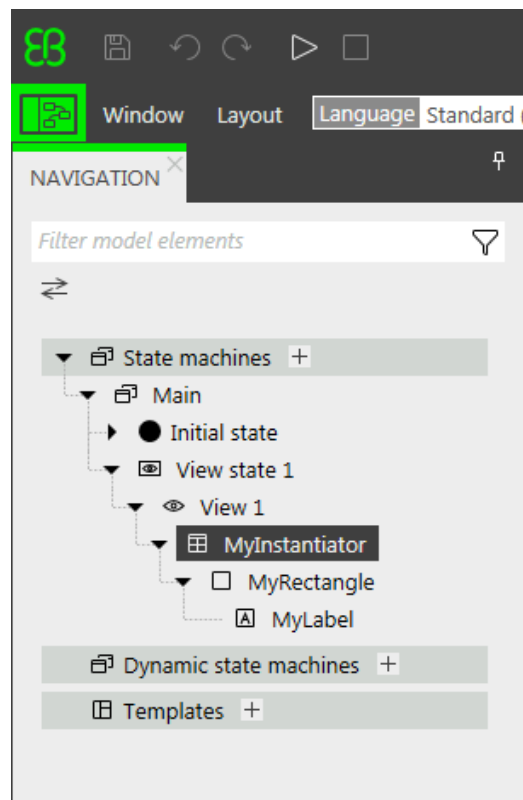 EB
Window Layout Language Standard (
NAVIGATION
Filter model elements
State machines +
Main
Initial state
View state 1
View 1
MyInstantiator
MyRectangle
A MyLabel
Dynamic state machines +
Templates +